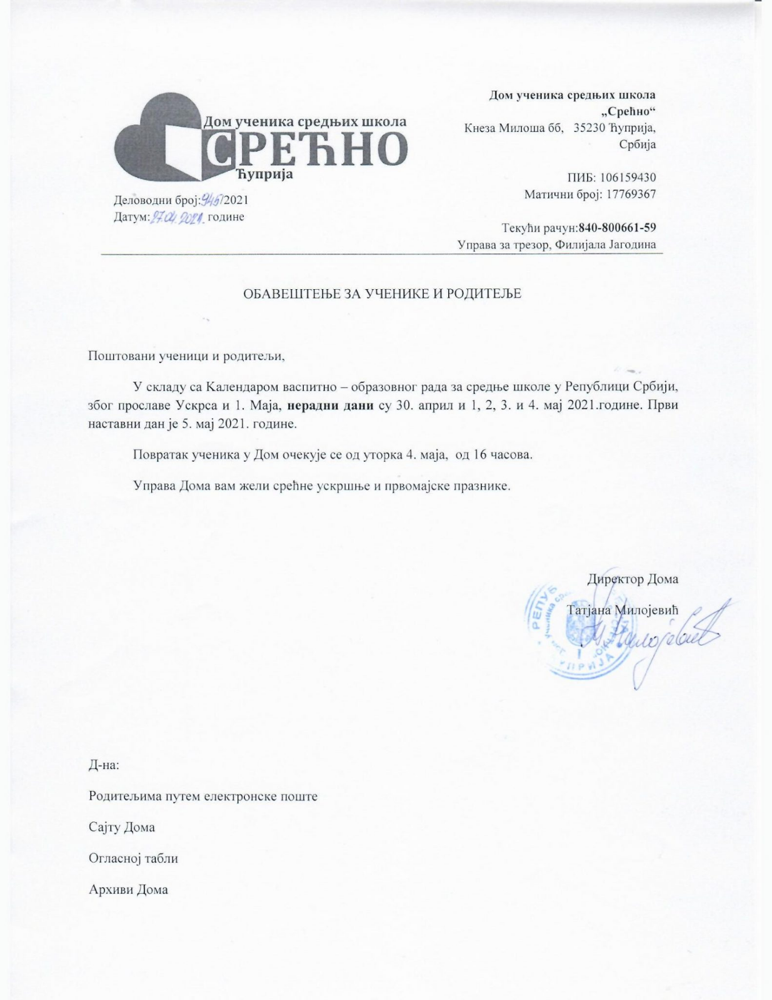 Дом ученика средњих школа
СРЕЋНО
Ћуприја
Деловодни број:945/2021
Датум:27.04.2021. године
Дом ученика средњих школа
„Срећно“
Кнеза Милоша бб, 35230 Ћуприја,
Србија
ПИБ: 106159430
Матични број: 17769367
Текући рачун:840-800661-59
Управа за трезор, Филијала Јагодина
ОБАВЕШТЕЊЕ ЗА УЧЕНИКЕ И РОДИТЕЉЕ
Поштовани ученици и родитељи,
У складу са Календаром васпитно – образовног рада за средње школе у Републици Србији,
због прославе Ускрса и 1. Маја, нерадни дани су 30. април и 1, 2, 3. и 4. мај 2021.године. Први
наставни дан је 5. мај 2021. године.
Повратак ученика у Дом очекује се од уторка 4. маја, од 16 часова.
Управа Дома вам жели срећне ускршње и првомајске празнике.
Директор Дома
Татјана Милојевић
Д-на:
Родитељима путем електронске поште
Сајту Дома
Огласној табли
Архиви Дома